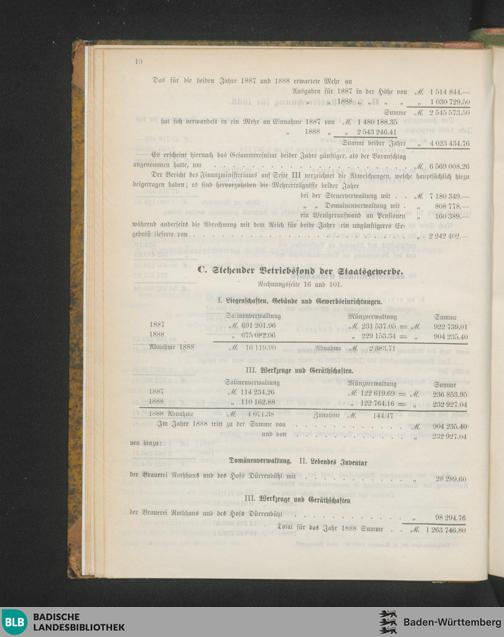 10
Das für die beiden Jahre 1887 und 1888 erwartete Mehr an
Ausgaben für 1887 in der Höhe von M. 1 514 844.—
„ 1888 „ „ „ „ „ 1 030 729.50
Summe M. 2 545 573.50
hat sich verwandelt in ein Mehr an Einnahme 1887 von M. 1 480 188.35
„ 1888 „ „ 2 543 246.41
Summe beider Jahre „ 4 023 434.76
Es erscheint hiernach das Gesammtresultat beider Jahre günstiger, als der Voranschlag
angenommen hatte, um . . . M. 6 569 008.26
Der Bericht des Finanzministeriums auf Seite III verzeichnet die Abweichungen, welche hauptsächlich hiezu
beigetragen haben; es sind hervorzuheben die Mehrerträgnisse beider Jahre
bei der Steuerverwaltung mit . . M. 7 180 349.—
„ „ Domänenverwaltung mit . . „ 808 778.—
ein Wenigeraufwand an Pensionen „ 160 389.—
während anderseits die Abrechnung mit dem Reich für beide Jahre ein ungünstigeres Er-
gebniß lieferte von . . . „ 2 242 402.—
C. Stehender Betriebsfond der Staatsgewerbe.
Rechnungsseite 16 und 101.
I. Liegenschaften, Gebäude und Gewerbseinrichtungen.
Salinenverwaltung Münzverwaltung Summe
1887 M. 691 201.96 M. 231 537.05 = M. 922 739.01
1888 „ 675 082.06 „ 229 153.34 = „ 904 235.40
Abnahme 1888 M. 16 119.90 Abnahme M. 2 383.71
III. Werkzeuge und Geräthschaften.
Salinenverwaltung Münzverwaltung Summe
1887 M. 114 234.26 M. 122 619.69 = M. 236 853.95
1888 „ 110 162.88 „ 122 764.16 = „ 232 927.04
1888 Abnahme M. 4 071.38 Zunahme M. 144.47
Im Jahre 1888 tritt zu der Summe von . . . M. 904 235.40
und von . . . „ 232 927.04
neu hinzu:
Domänenverwaltung. II. Lebendes Inventar
der Brauerei Rothhaus und des Hofs Dürrenbühl mit . . . „ 28 289.60
III. Werkzeuge und Geräthschaften
der Brauerei Rothhaus und des Hofs Dürrenbühl . . . „ 98 294.76
Total für das Jahr 1888 Summe . . M. 1 263 746.80
BLB BADISCHE
LANDESBIBLIOTHEK
Baden-Württemberg